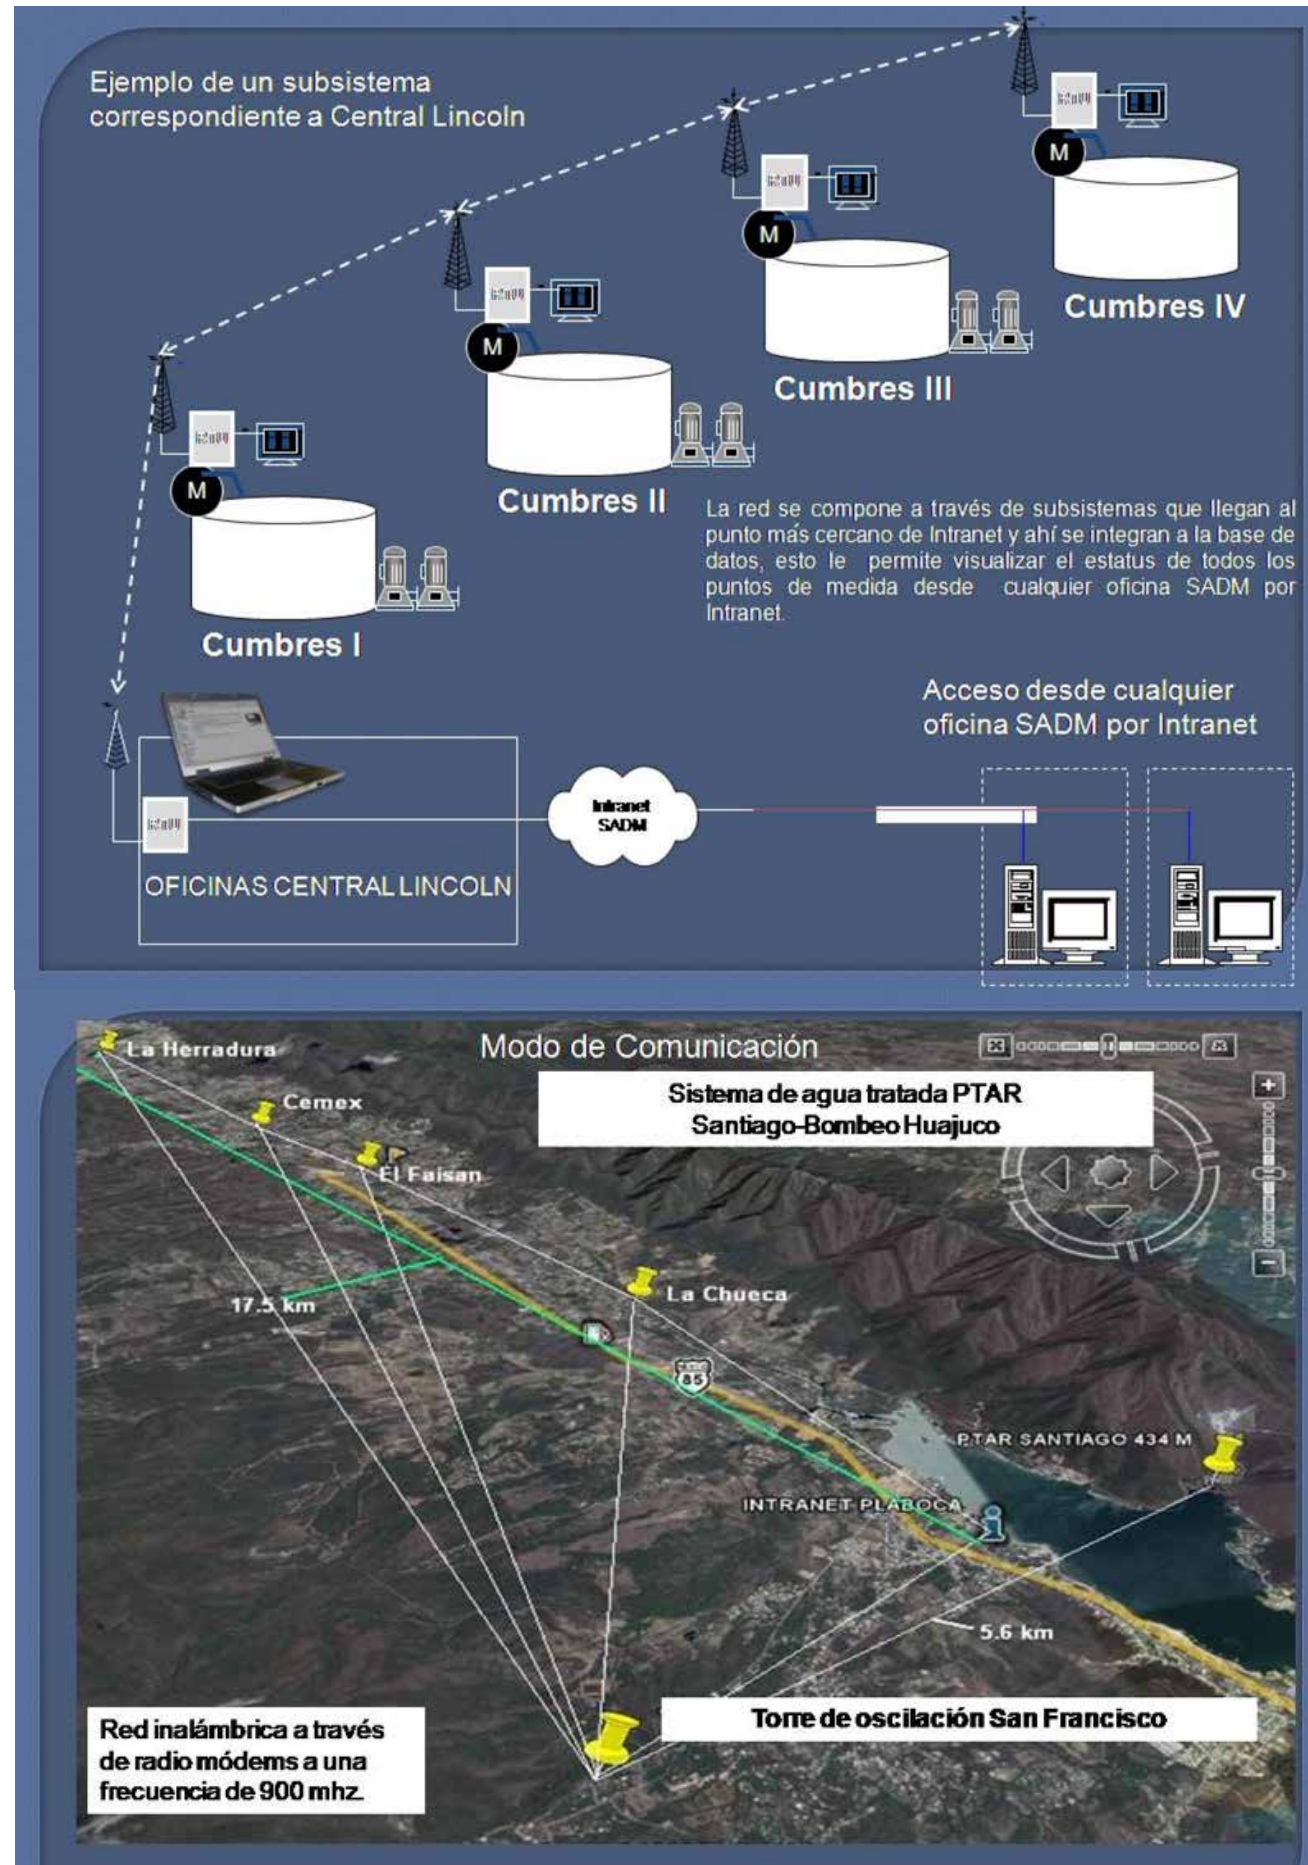 Ejemplo de un subsistema
correspondiente a Central Lincoln
M
Cumbres IV
M
Cumbres III
M
Cumbres II
M
Cumbres I
La red se compone a través de subsistemas que llegan al
punto más cercano de Intranet y ahí se integran a la base de
datos, esto le permite visualizar el estatus de todos los
puntos de medida desde cualquier oficina SADM por
Intranet.
Acceso desde cualquier
oficina SADM por Intranet
Intranet
SADM
OFICINAS CENTRAL LINCOLN
Modo de Comunicación
La Herradura
Sistema de agua tratada PTAR
Santiago-Bombeo Huajuco
Cemex
El Faisan
La Chueca
17.5 km
85
PTAR SANTIAGO 434 M
INTRANET PLABOCA
5.6 km
Torre de oscilación San Francisco
Red inalámbrica a través
de radio módems a una
frecuencia de 900 mhz.